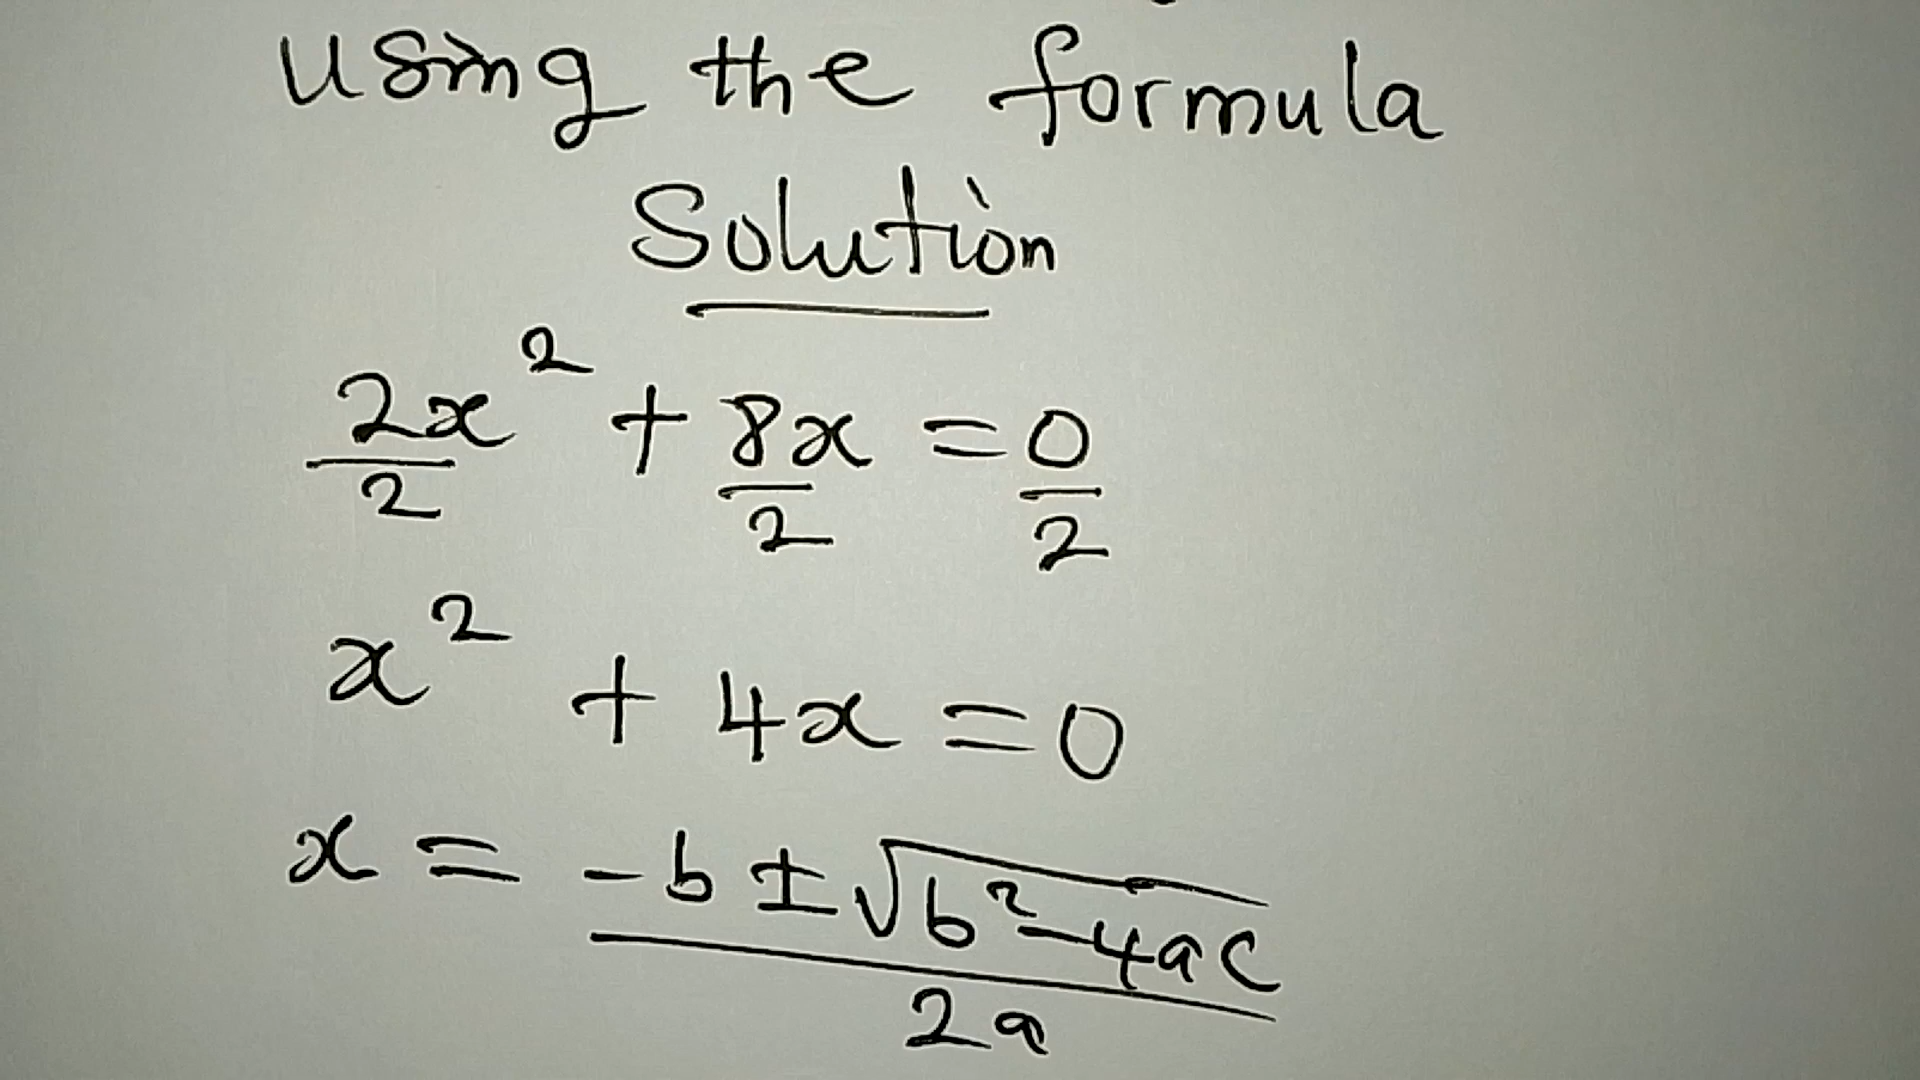 using the formula
Solution
2x²/2 + 8x/2 = 0/2
x² + 4x = 0
x = -b ± √b² - 4ac / 2a